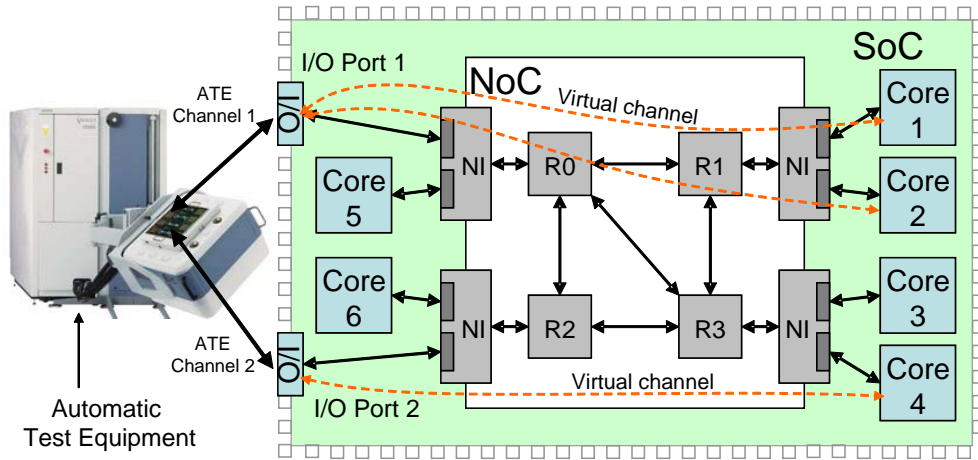 I/O Port 1
SoC
NoC
ATE
Channel 1
I/O
Virtual channel
Core
1
NI
R0
R1
NI
Core
5
Core
2
Core
6
Core
3
NI
R2
R3
NI
ATE
Channel 2
I/O
Virtual channel
Core
4
I/O Port 2
Automatic
Test Equipment